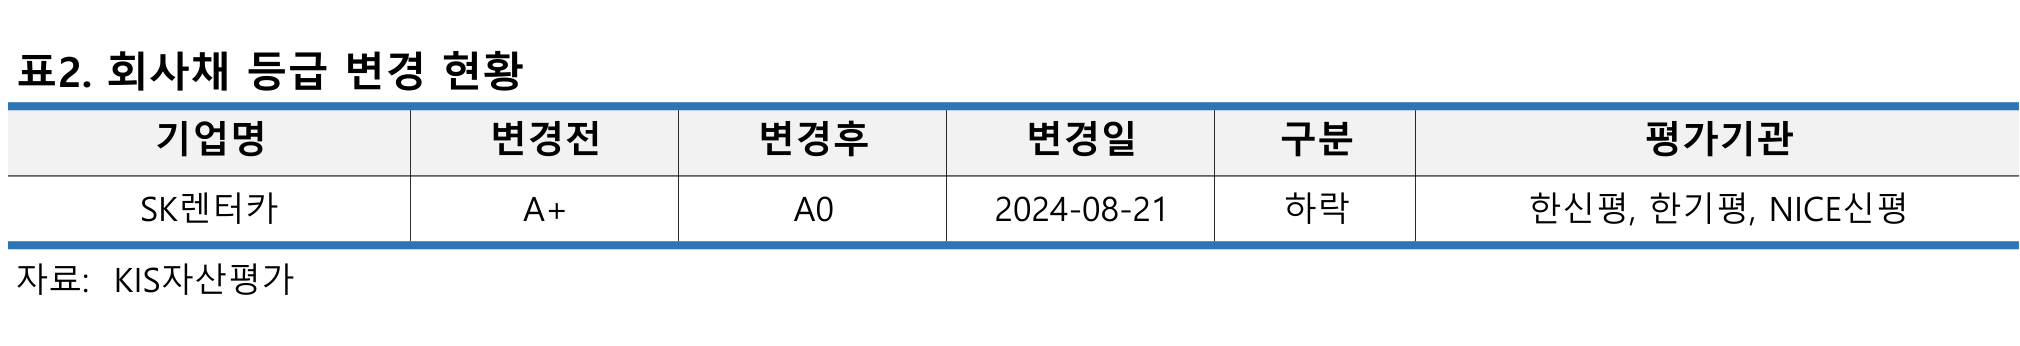 표2. 회사채 등급 변경 현황
기업명 변경전 변경후 변경일 구분 평가기관
SK렌터카 A+ A0 2024-08-21 하락 한신평, 한기평, NICE신평
자료: KIS자산평가